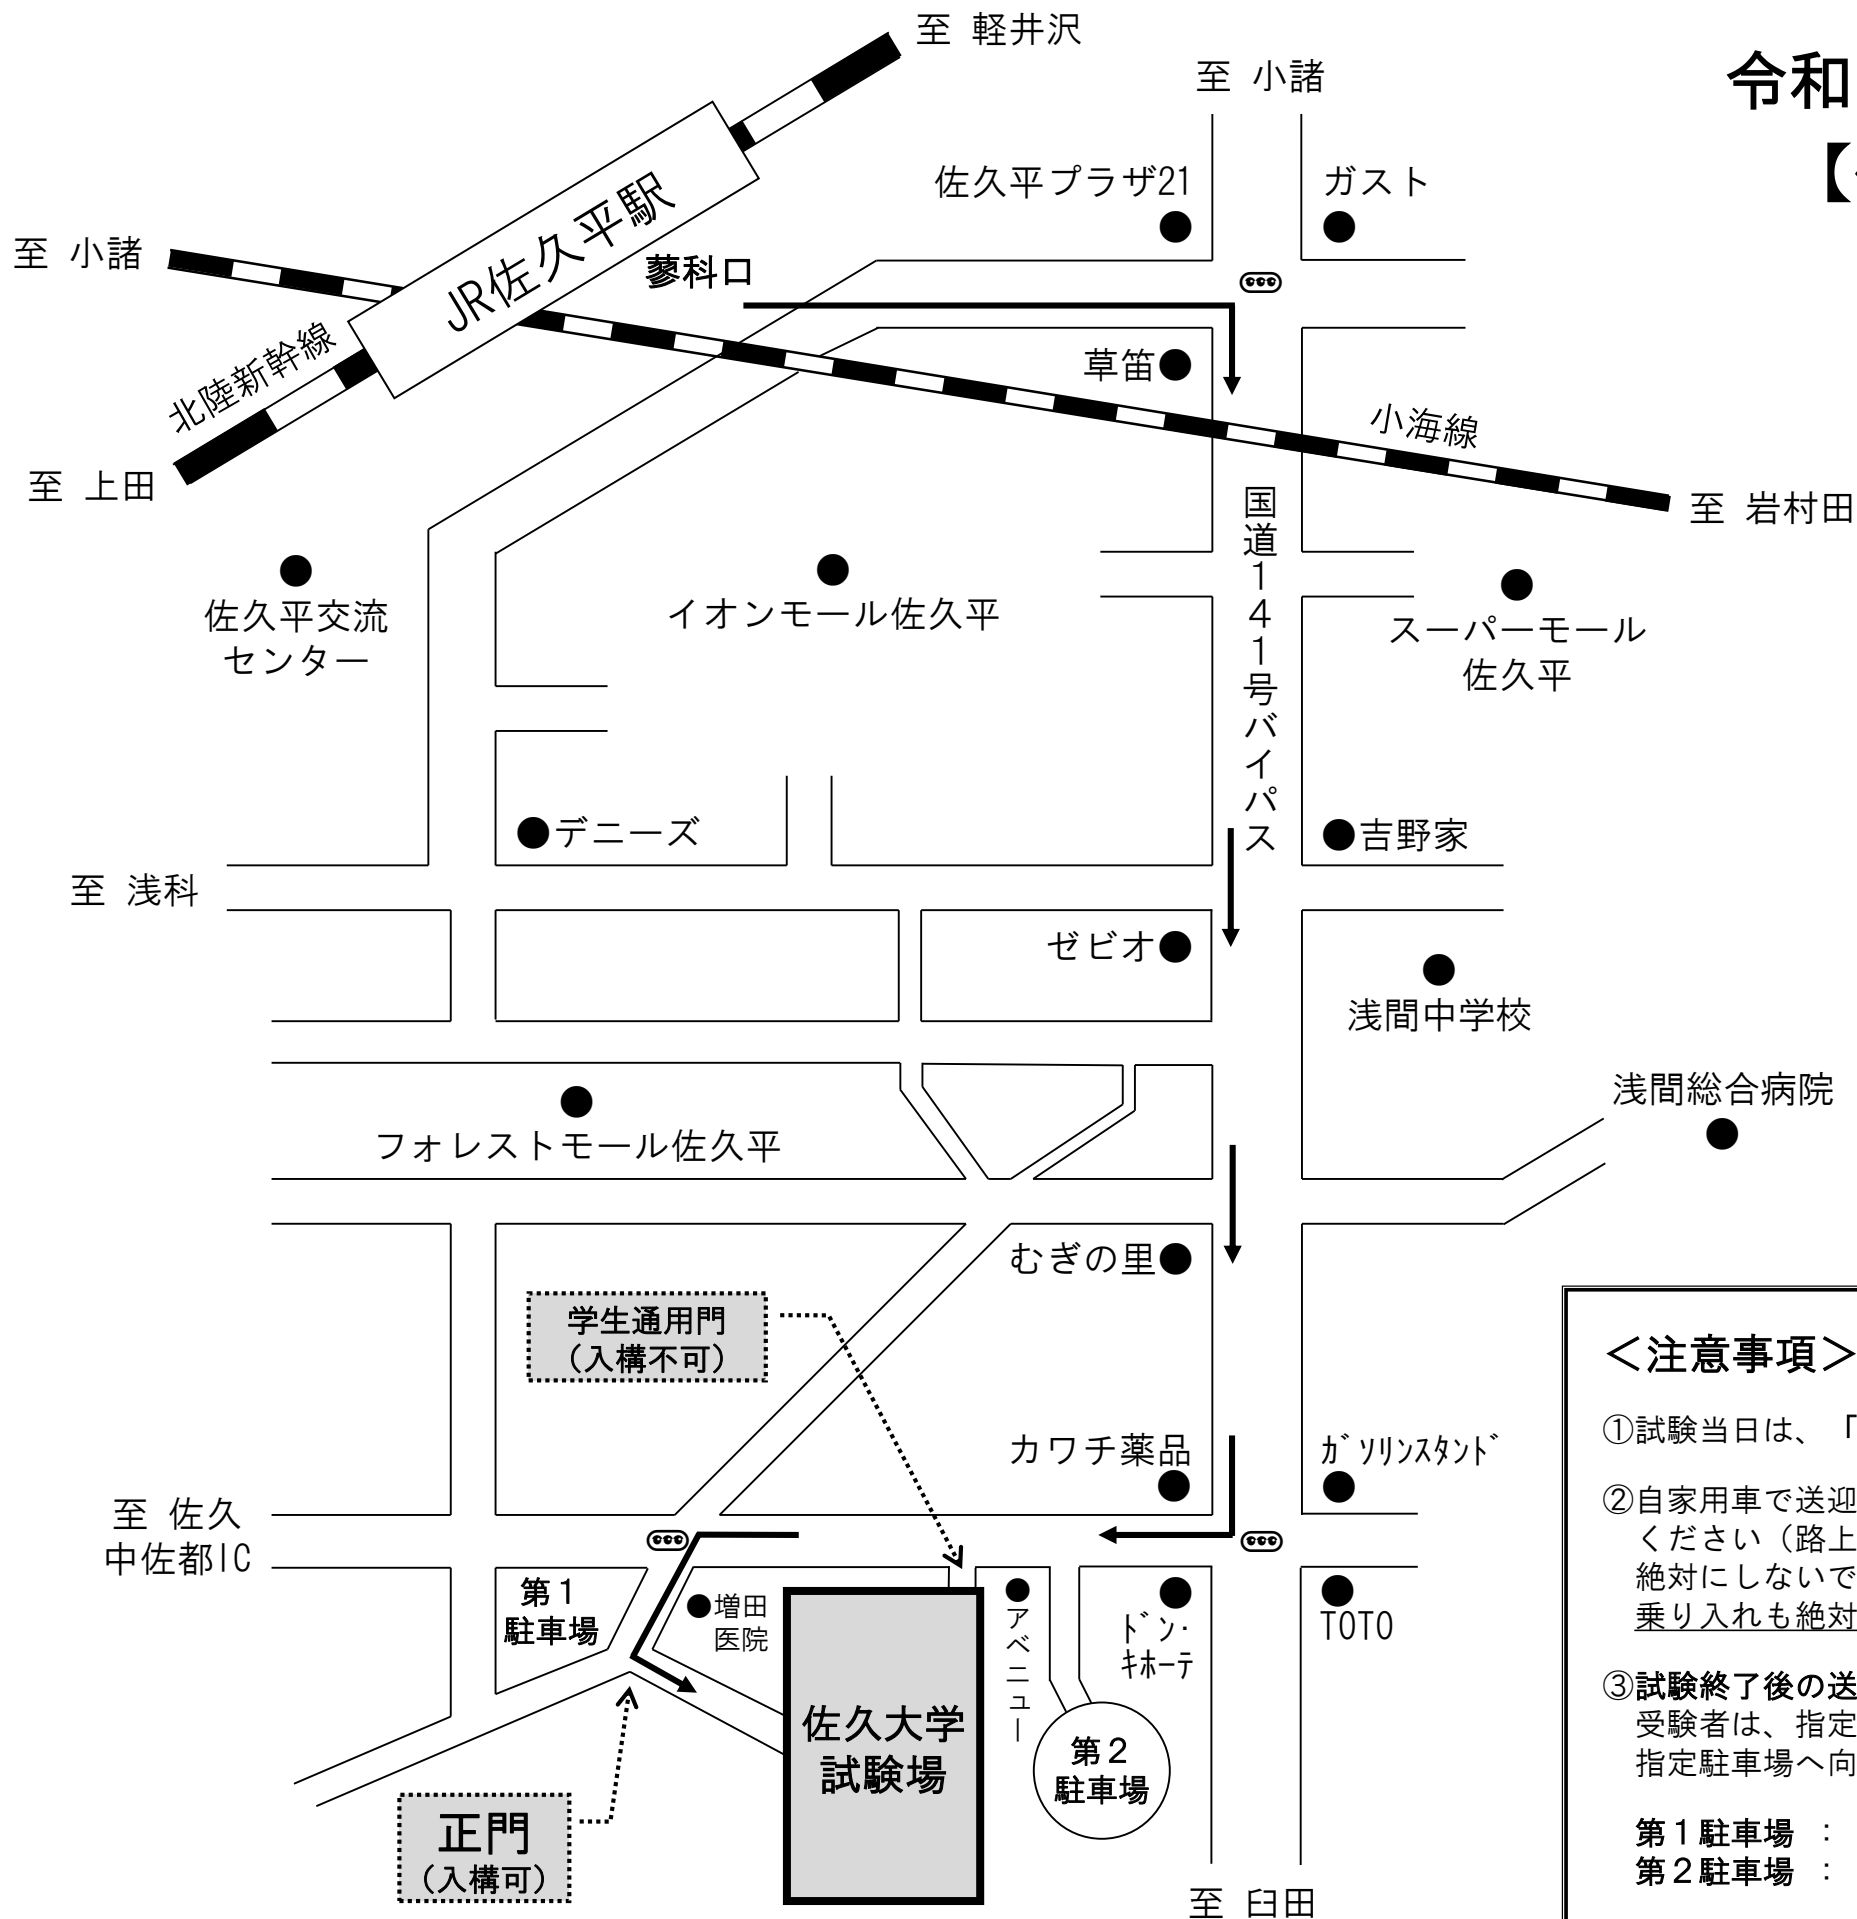 至 軽井沢
至 小諸
令和
【
佐久平プラザ21
ガスト
至 小諸
JR佐久平駅
蓼科口
北陸新幹線
草笛
小海線
至 上田
至 岩村田
国道141号バイパス
佐久平交流
センター
イオンモール佐久平
スーパーモール
佐久平
デニーズ
吉野家
至 浅科
ゼビオ
浅間中学校
浅間総合病院
フォレストモール佐久平
むぎの里
学生通用門
（入構不可）
＜注意事項＞
①試験当日は、「
②自家用車で送迎
ください（路上
絶対にしないで
乗り入れも絶対
③試験終了後の送
受験者は、指定
指定駐車場へ向
第１駐車場 ：
第２駐車場 ：
カワチ薬品
ｶﾞｿﾘﾝｽﾀﾝﾄﾞ
至 佐久
中佐都IC
第１
駐車場
増田
医院
アベニュー
ﾄﾞﾝ･
ｷﾎｰﾃ
TOTO
佐久大学
試験場
第２
駐車場
正門
（入構可）
至 臼田